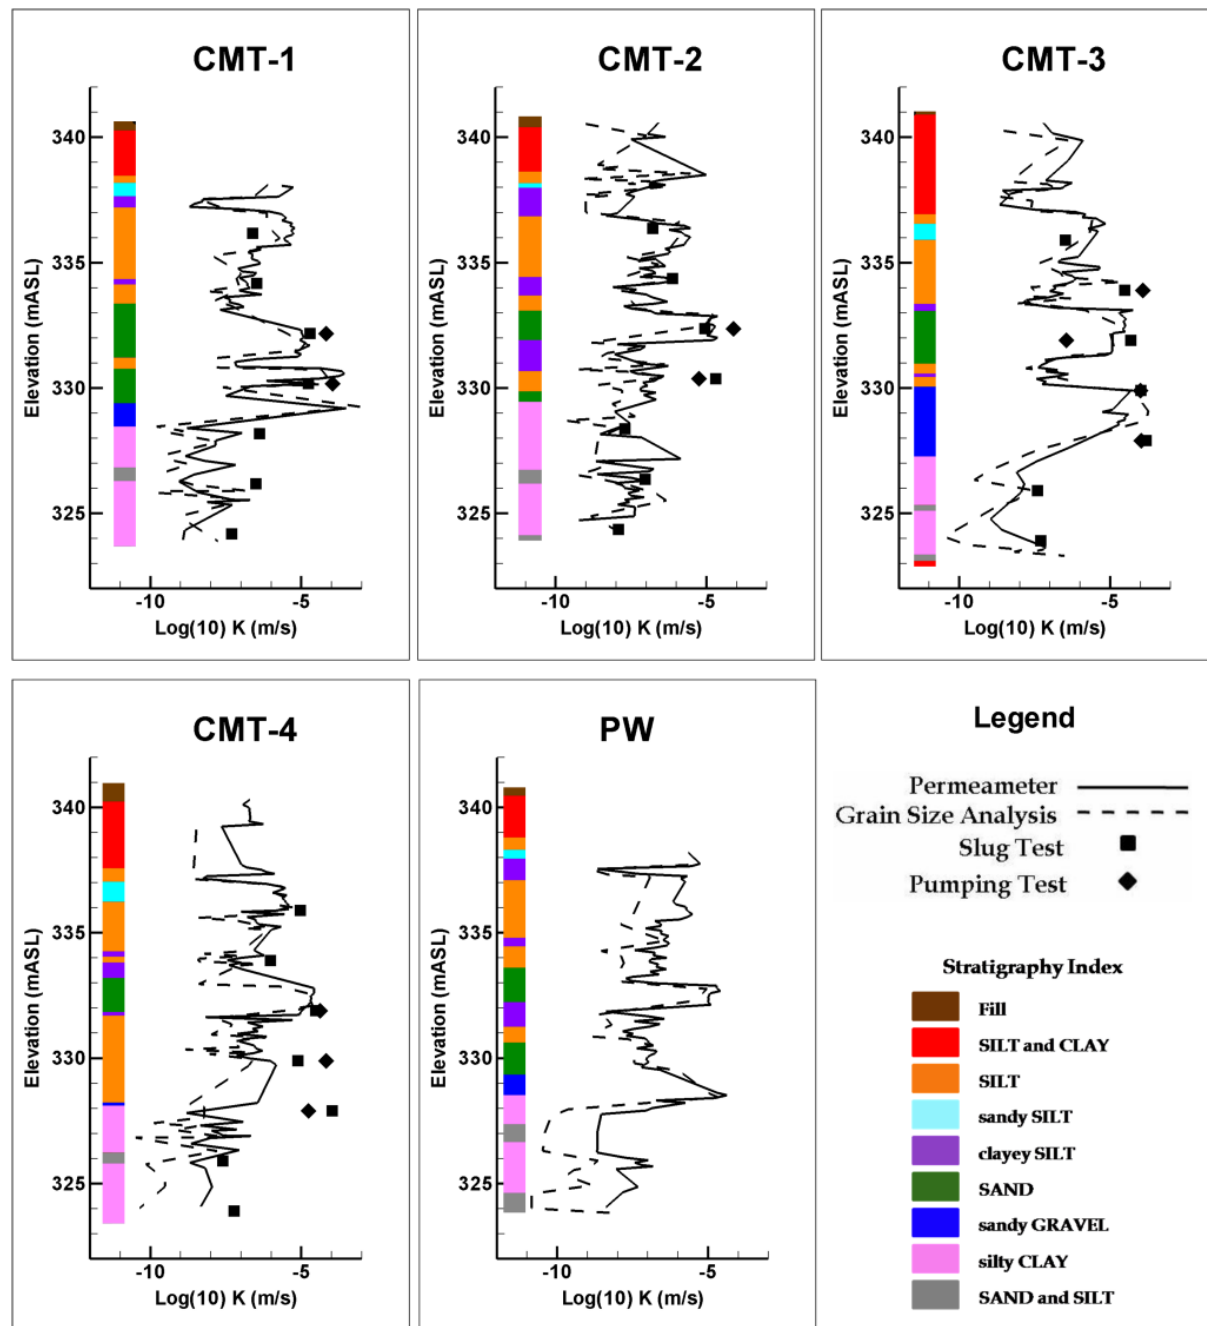 CMT-1
340
335
330
325
Elevation (mASL)
-10
-5
Log(10) K (m/s)
CMT-2
340
335
330
325
Elevation (mASL)
-10
-5
Log(10) K (m/s)
CMT-3
340
335
330
325
Elevation (mASL)
-10
-5
Log(10) K (m/s)
CMT-4
340
335
330
325
Elevation (mASL)
-10
-5
Log(10) K (m/s)
PW
340
335
330
325
Elevation (mASL)
-10
-5
Log(10) K (m/s)
Legend
Permeameter
Grain Size Analysis
Slug Test
Pumping Test
Stratigraphy Index
Fill
SILT and CLAY
SILT
sandy SILT
clayey SILT
SAND
sandy GRAVEL
silty CLAY
SAND and SILT